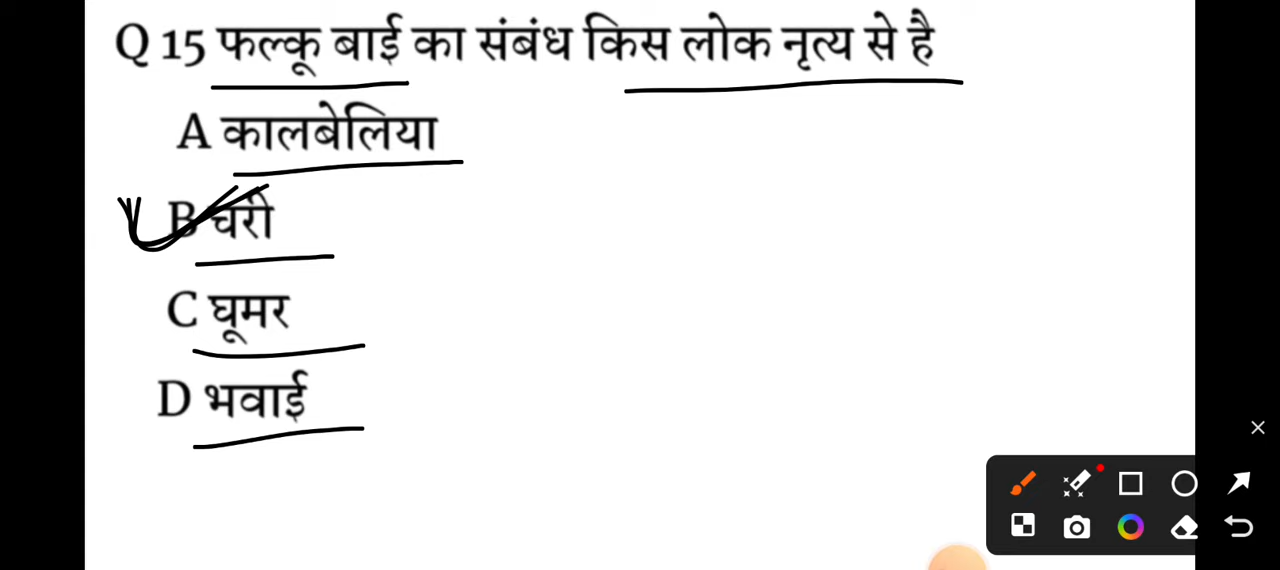 Q 15 फल्कू बाई का संबंध किस लोक नृत्य से है
A कालबेलिया
B चरी
C घूमर
D भवाई